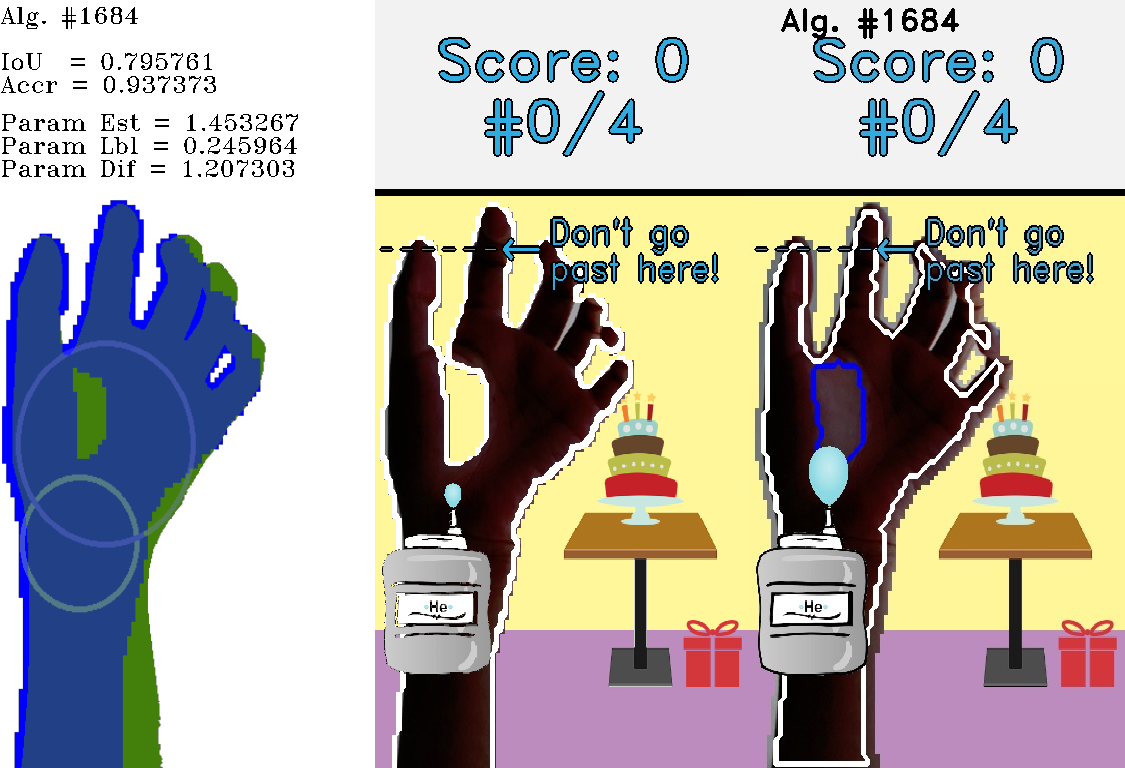 Alg. #1684
IoU = 0.795761
Accr = 0.937373
Param Est = 1.453267
Param Lbl = 0.245964
Param Dif = 1.207303
Score: 0
#0/4
Don't go
past here!
He
Alg. #1684
Score: 0
#0/4
Don't go
past here!
He